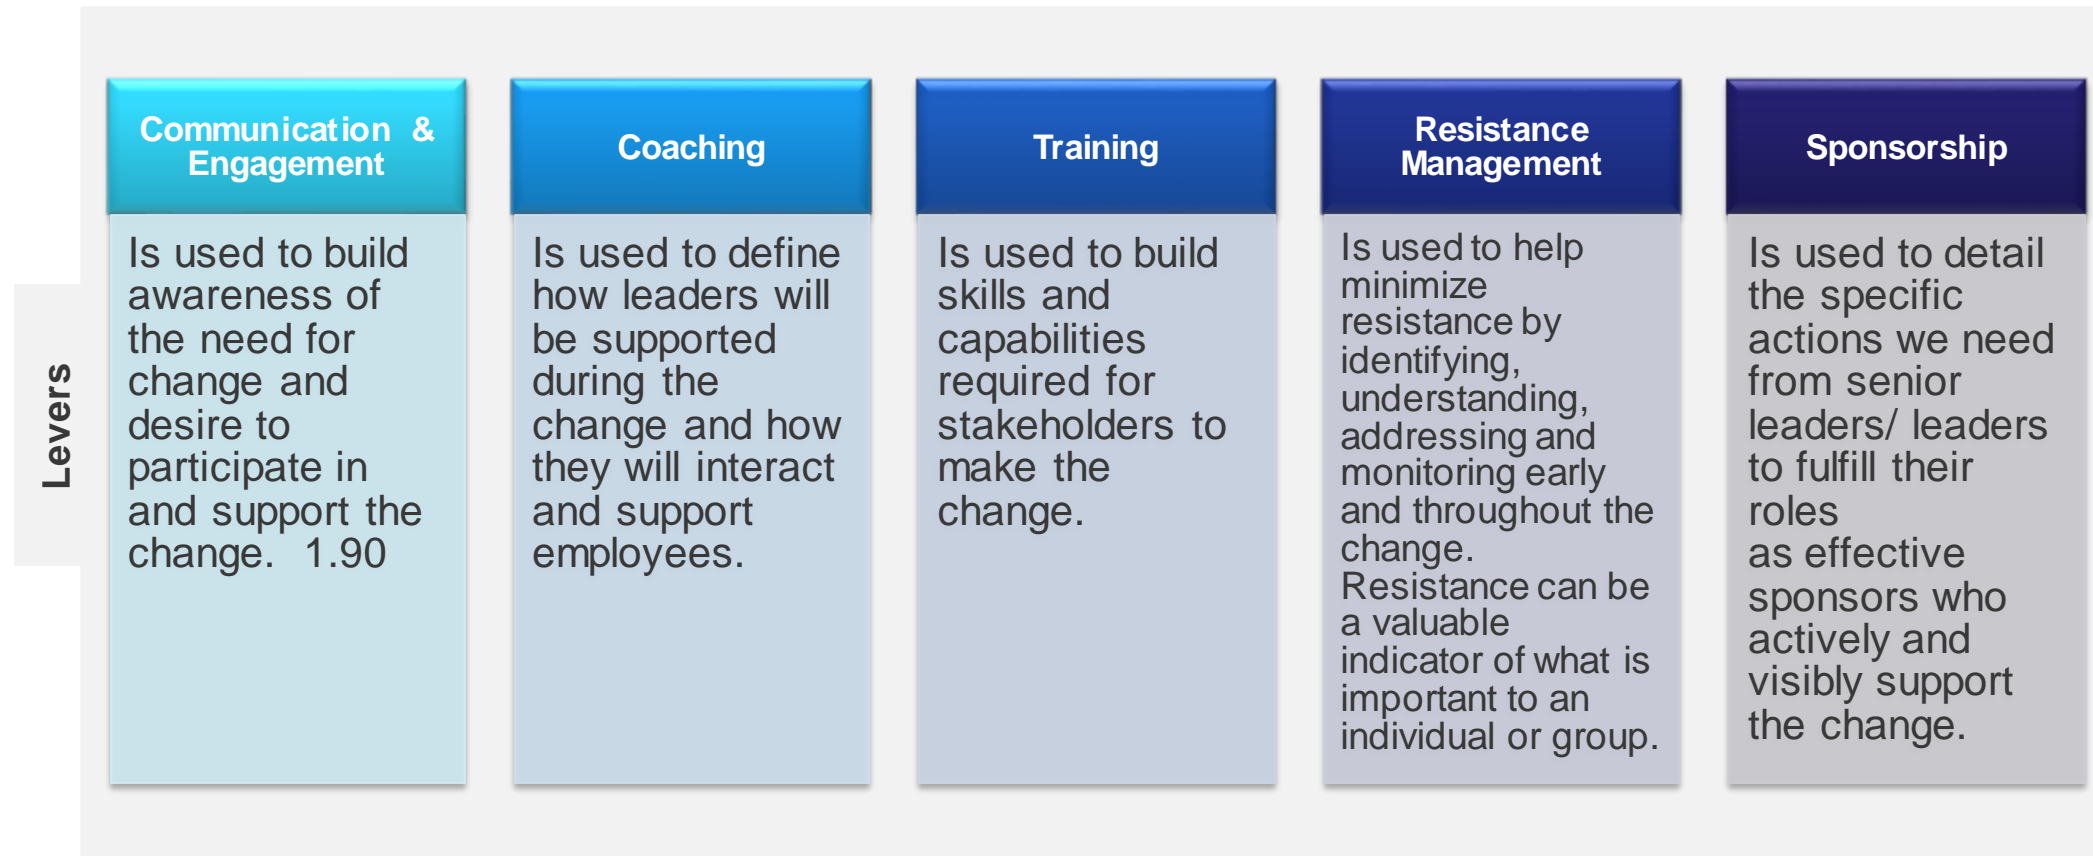 Levers
Communication &
Engagement
Is used to build
awareness of
the need for
change and
desire to
participate in
and support the
change. 1.90
Coaching
Is used to define
how leaders will
be supported
during the
change and how
they will interact
and support
employees.
Training
Is used to build
skills and
capabilities
required for
stakeholders to
make the
change.
Resistance
Management
Is used to help
minimize
resistance by
identifying,
understanding,
addressing and
monitoring early
and throughout the
change.
Resistance can be
a valuable
indicator of what is
important to an
individual or group.
Sponsorship
Is used to detail
the specific
actions we need
from senior
leaders/ leaders
to fulfill their
roles
as effective
sponsors who
actively and
visibly support
the change.